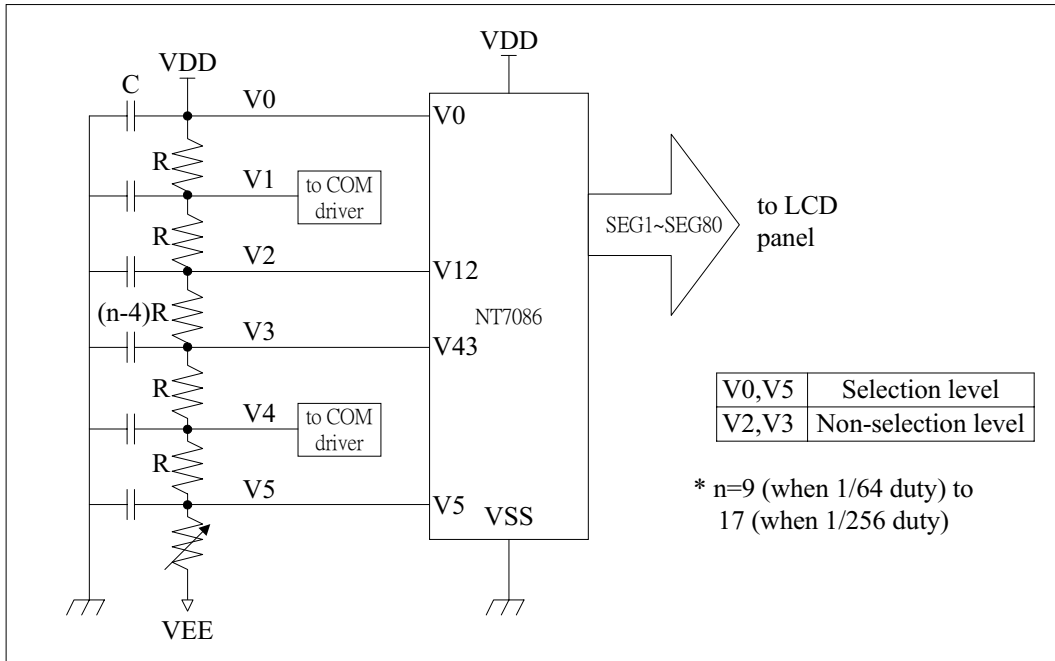 VDD
VDD
C
V0
V0
R
V1
to COM
driver
R
V2
V12
(n-4)R
V3
V43
NT7086
SEG1~SEG80
to LCD
panel
R
V4
to COM
driver
R
V5
V5
VSS
VEE
V0,V5 Selection level
V2,V3 Non-selection level
* n=9 (when 1/64 duty) to
17 (when 1/256 duty)